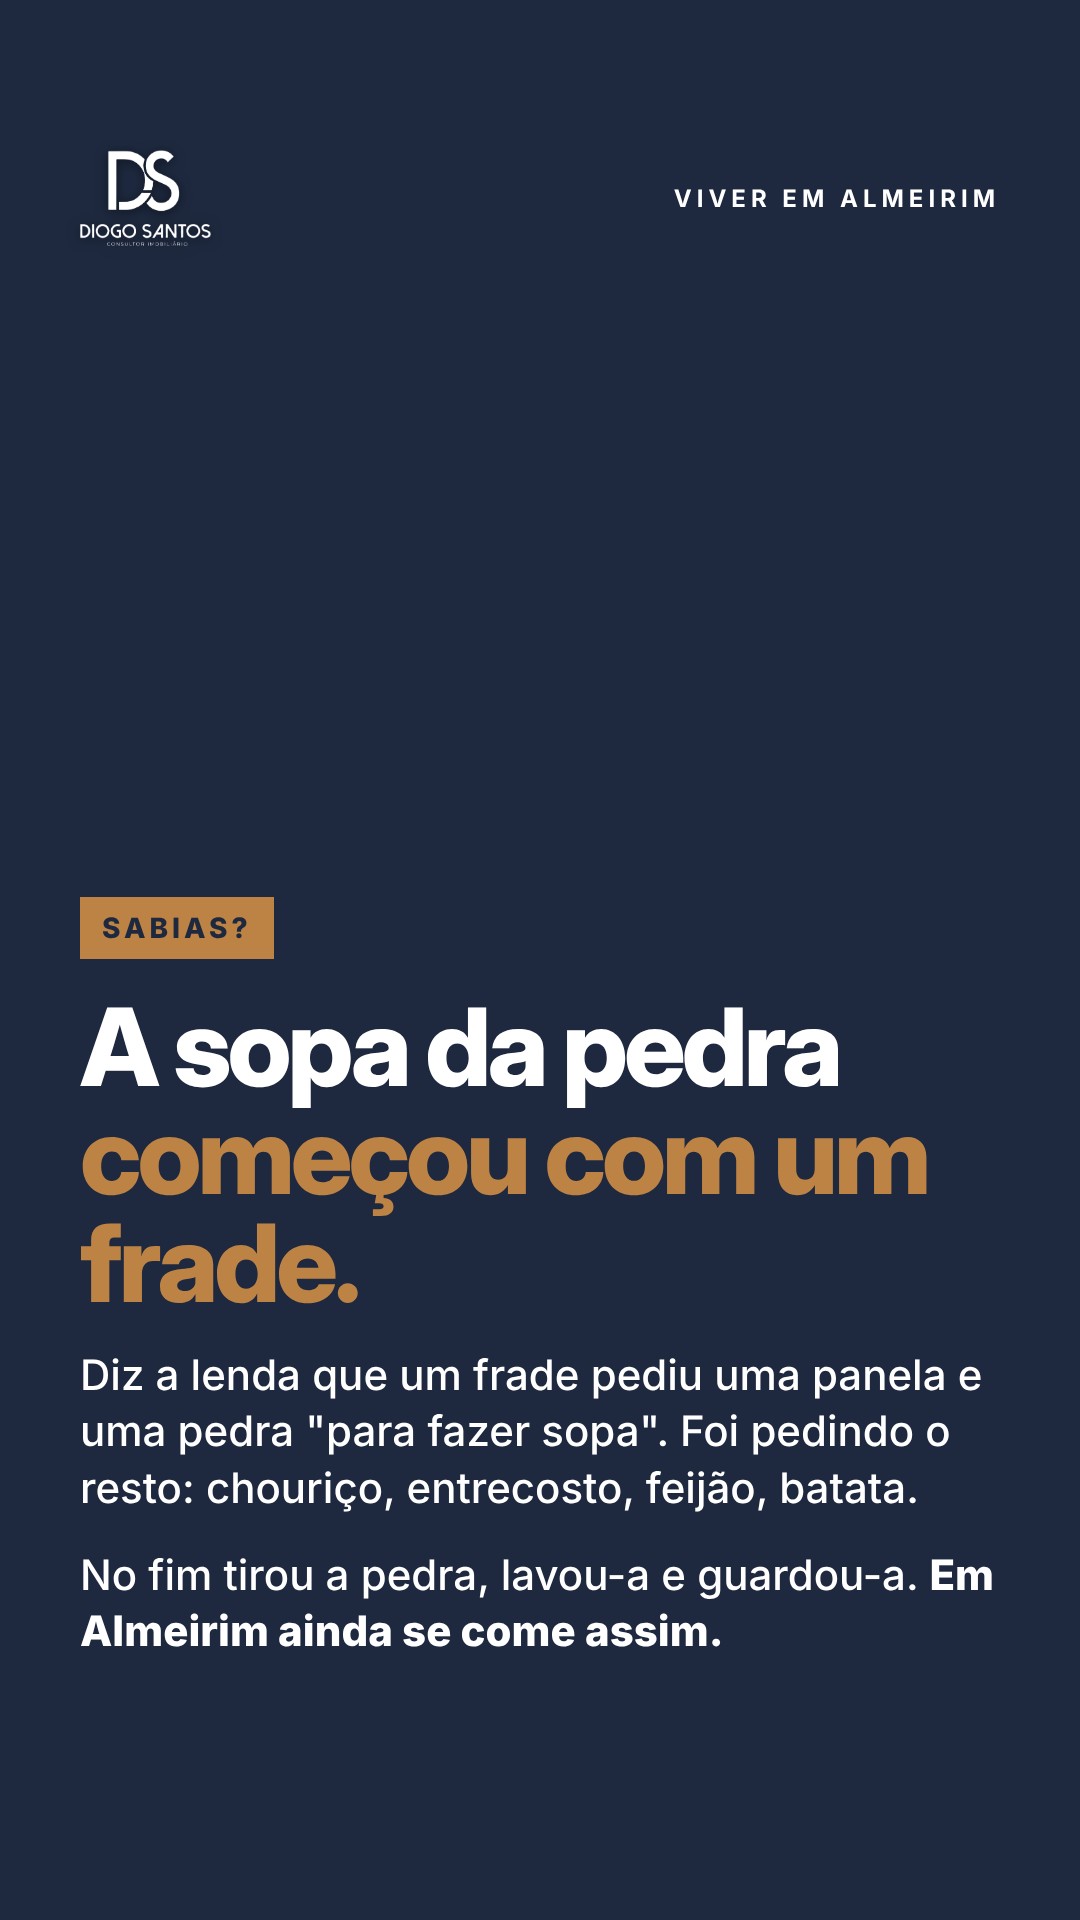 DS
DIOGO SANTOS
CONSULTOR IMOBILIÁRIO
VIVER EM ALMEIRIM
SABIAS?
A sopa da pedra
começou com um
frade.
Diz a lenda que um frade pediu uma panela e
uma pedra "para fazer sopa". Foi pedindo o
resto: chouriço, entrecosto, feijão, batata.
No fim tirou a pedra, lavou-a e guardou-a. Em
Almeirim ainda se come assim.